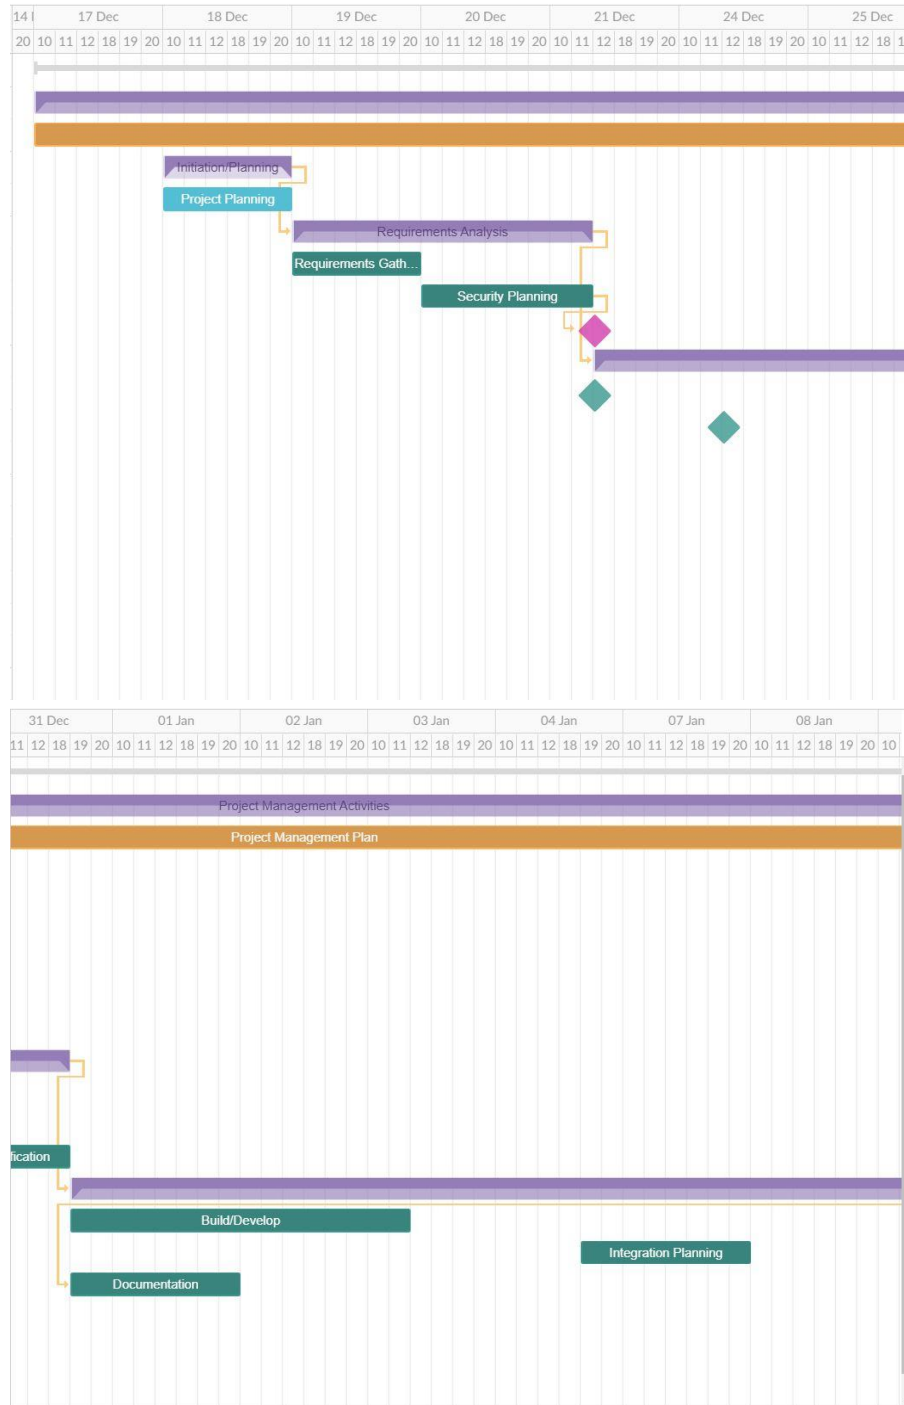 14 17 Dec 18 Dec 19 Dec 20 Dec 21 Dec 24 Dec 25 Dec
20 10 11 12 18 19 20 10 11 12 18 19 20 10 11 12 18 19 20 10 11 12 18 19 20 10 11 12 18 19 20 10 11 12 18 19 20 10 11 12 18
Initiation/Planning
Project Planning
Requirements Analysis
Requirements Gath...
Security Planning
31 Dec 01 Jan 02 Jan 03 Jan 04 Jan 07 Jan 08 Jan
11 12 18 19 20 10 11 12 18 19 20 10 11 12 18 19 20 10 11 12 18 19 20 10 11 12 18 19 20 10 11 12 18 19 20 10 11 12 18 19 20 10
Project Management Activities
Project Management Plan
fication
Build/Develop
Integration Planning
Documentation